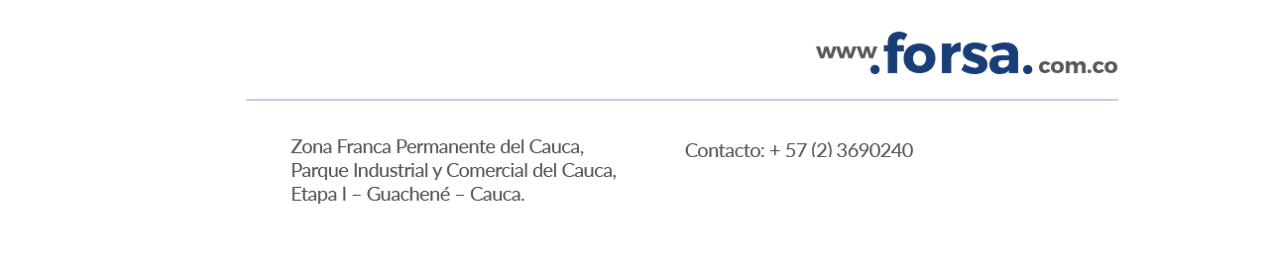 www.forsa.com.co
Zona Franca Permanente del Cauca,
Parque Industrial y Comercial del Cauca,
Etapa I – Guachené – Cauca.
Contacto: + 57 (2) 3690240